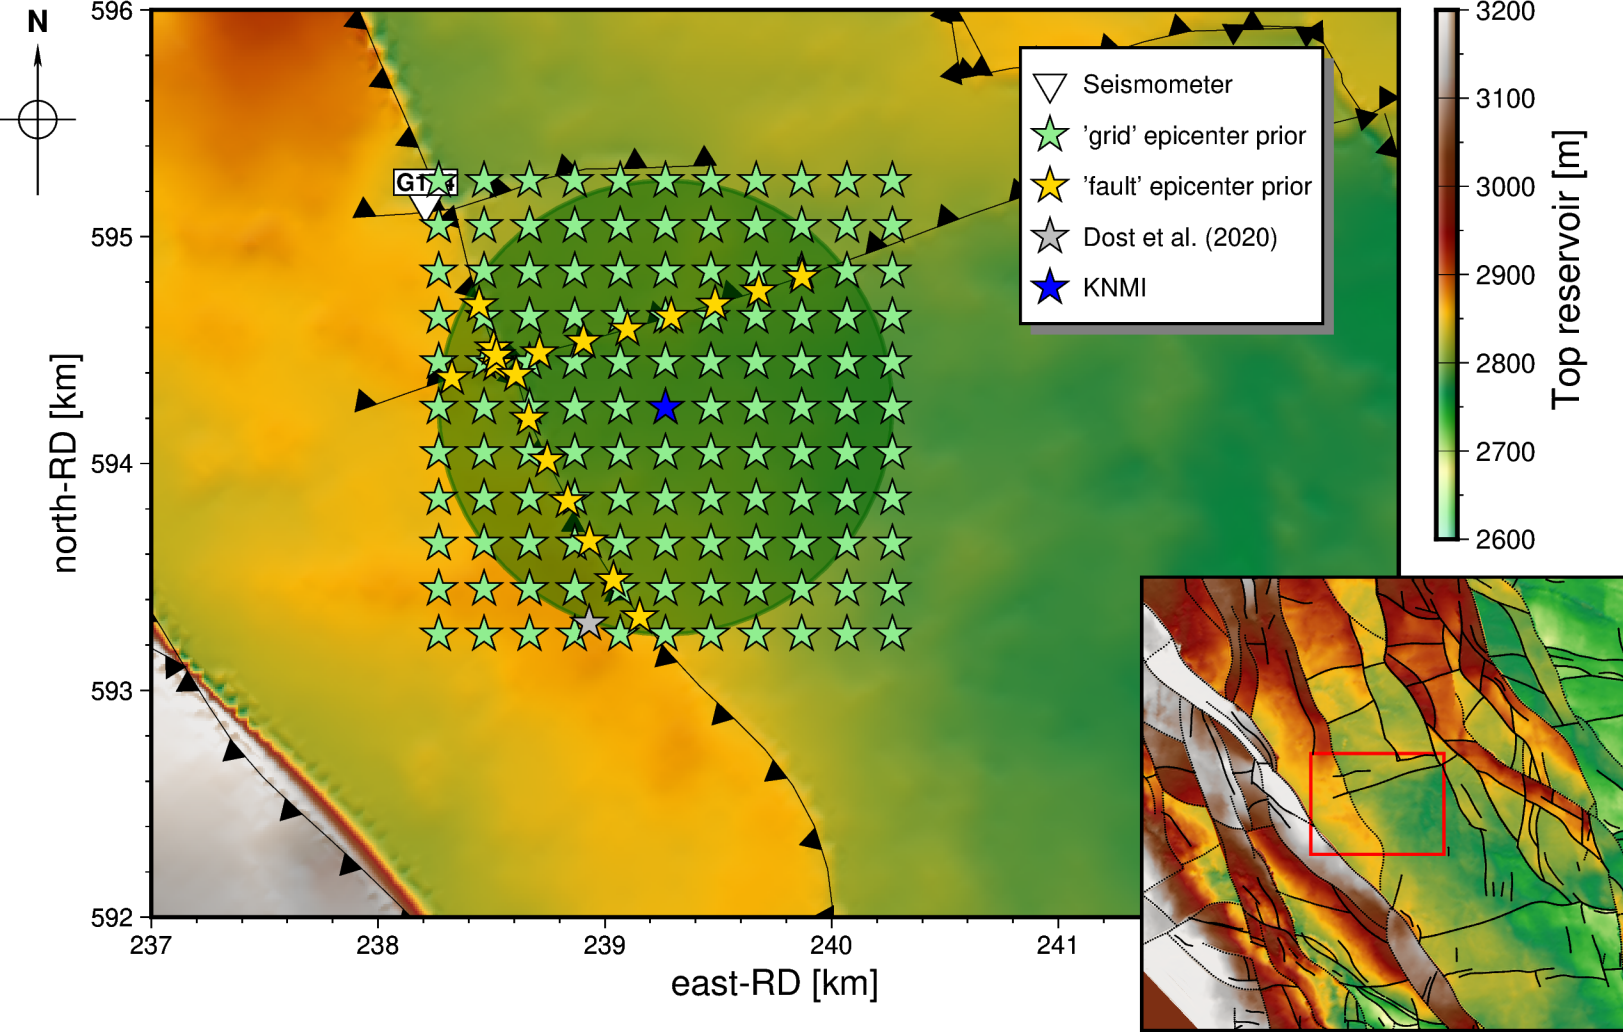 N
596
595
594
593
592
north-RD [km]
237
238
239
240
241
east-RD [km]
Seismometer
'grid' epicenter prior
'fault' epicenter prior
Dost et al. (2020)
KNMI
3200
3100
3000
2900
2800
2700
2600
Top reservoir [m]